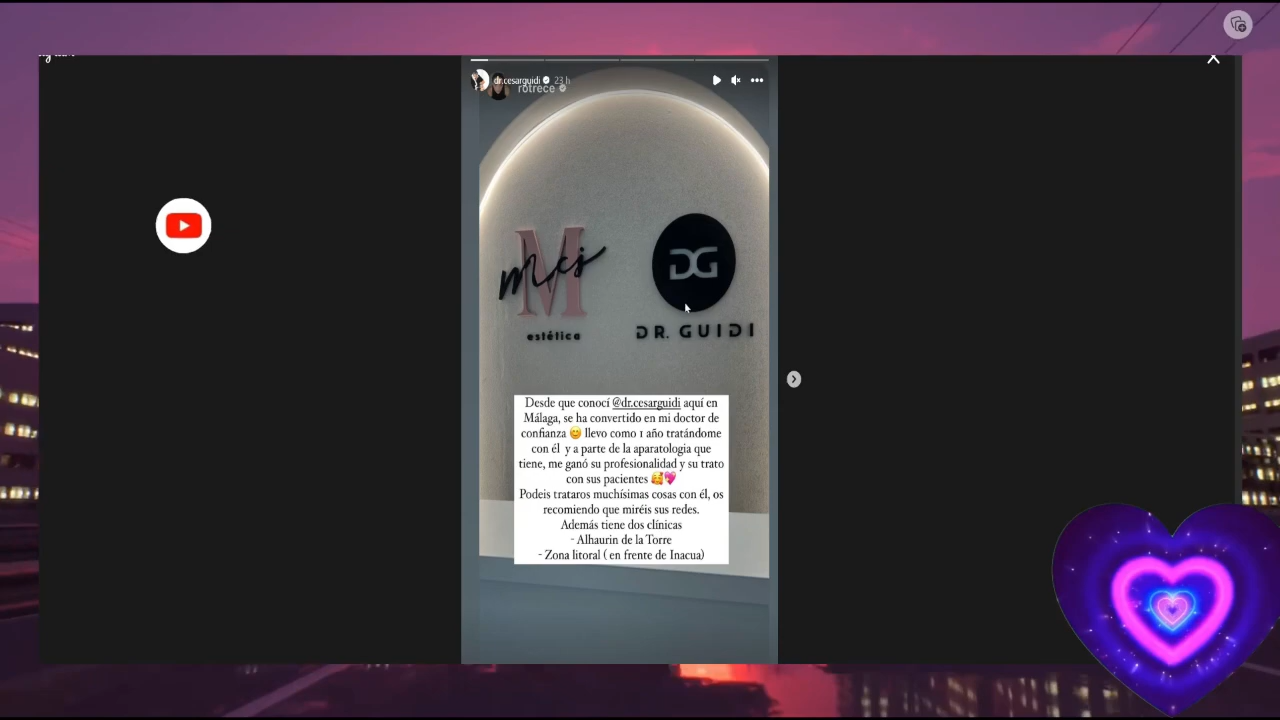 dr.cesarguidi 23 h
rotrece
M
mcj
estética
DG
DR. GUIDI
Desde que conocí @dr.cesarguidi aquí en
Málaga, se ha convertido en mi doctor de
confianza 😊 llevo como 1 año tratándome
con él y a parte de la aparatologia que
tiene, me ganó su profesionalidad y su trato
con sus pacientes 🥰💖
Podeis trataros muchísimas cosas con él, os
recomiendo que miréis sus redes.
Además tiene dos clínicas
- Alhaurin de la Torre
- Zona litoral ( en frente de Inacua)